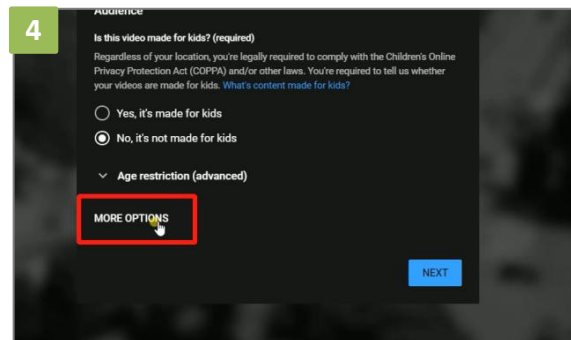 4
Audience
Is this video made for kids? (required)
Regardless of your location, you're legally required to comply with the Children's Online
Privacy Protection Act (COPPA) and/or other laws. You're required to tell us whether
your videos are made for kids. What's content made for kids?
Yes, it's made for kids
No, it's not made for kids
Age restriction (advanced)
MORE OPTIONS
NEXT